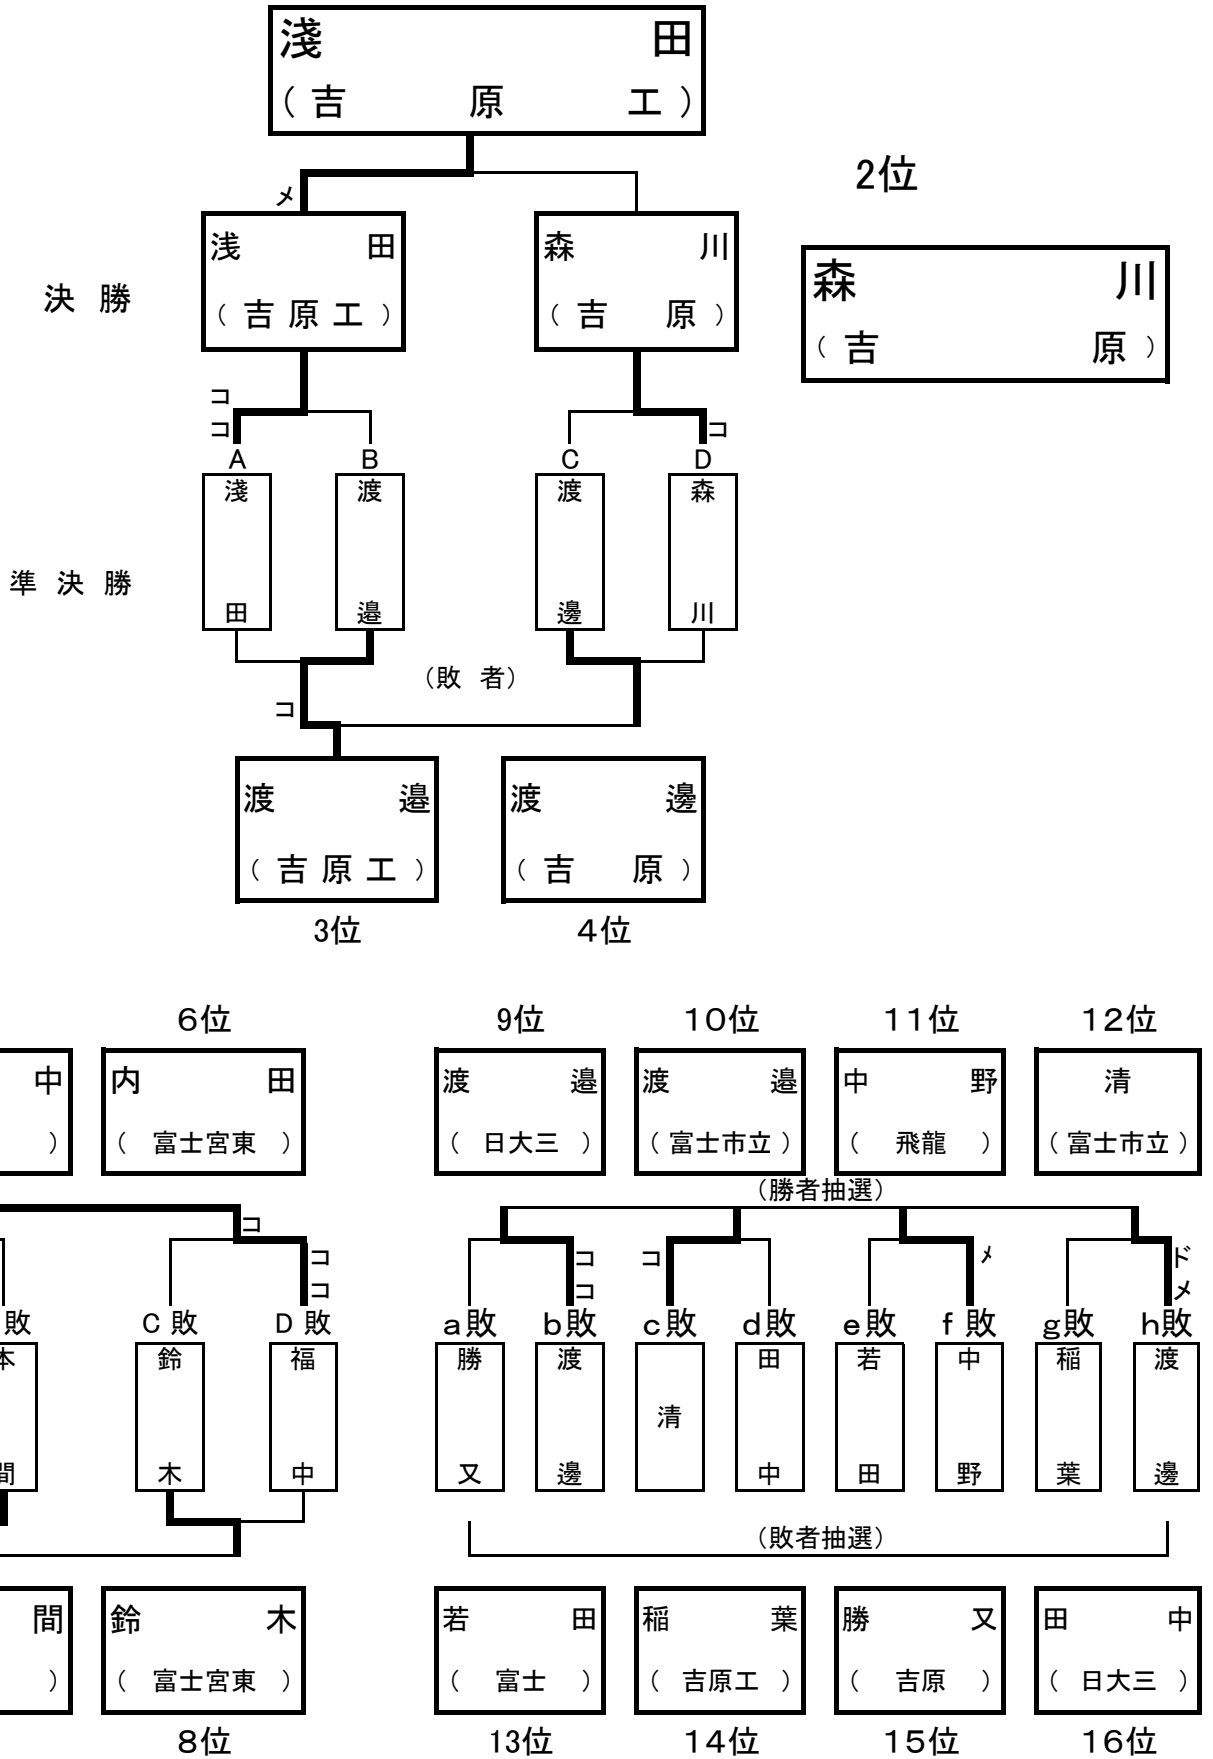 淺 田
( 吉 原 工 )
2位
メ
浅 田
( 吉 原 工 )
森 川
( 吉 原 )
決 勝
森 川
( 吉 原 )
コ
コ
コ
A B C D
淺田
渡邉
渡邊
森川
準 決 勝
(敗 者)
コ
渡 邉
( 吉 原 工 )
渡 邊
( 吉 原 )
3位 4位
6位 9位 10位 11位 12位
中
)
内 田
( 富士宮東 )
渡 邉
( 日大三 )
渡 邉
( 富士市立 )
中 野
( 飛龍 )
清
( 富士市立 )
(勝者抽選)
コ
コ
コ
コ
コ
コ
メ
ド
メ
敗 C 敗 D 敗 a敗 b敗 c敗 d敗 e敗 f 敗 g敗 h敗
本間
鈴木
福中
勝又
渡邊
清
田中
若田
中野
稲葉
渡邊
(敗者抽選)
間
)
鈴 木
( 富士宮東 )
若 田
( 富士 )
稲 葉
( 吉原工 )
勝 又
( 吉原 )
田 中
( 日大三 )
8位 13位 14位 15位 16位